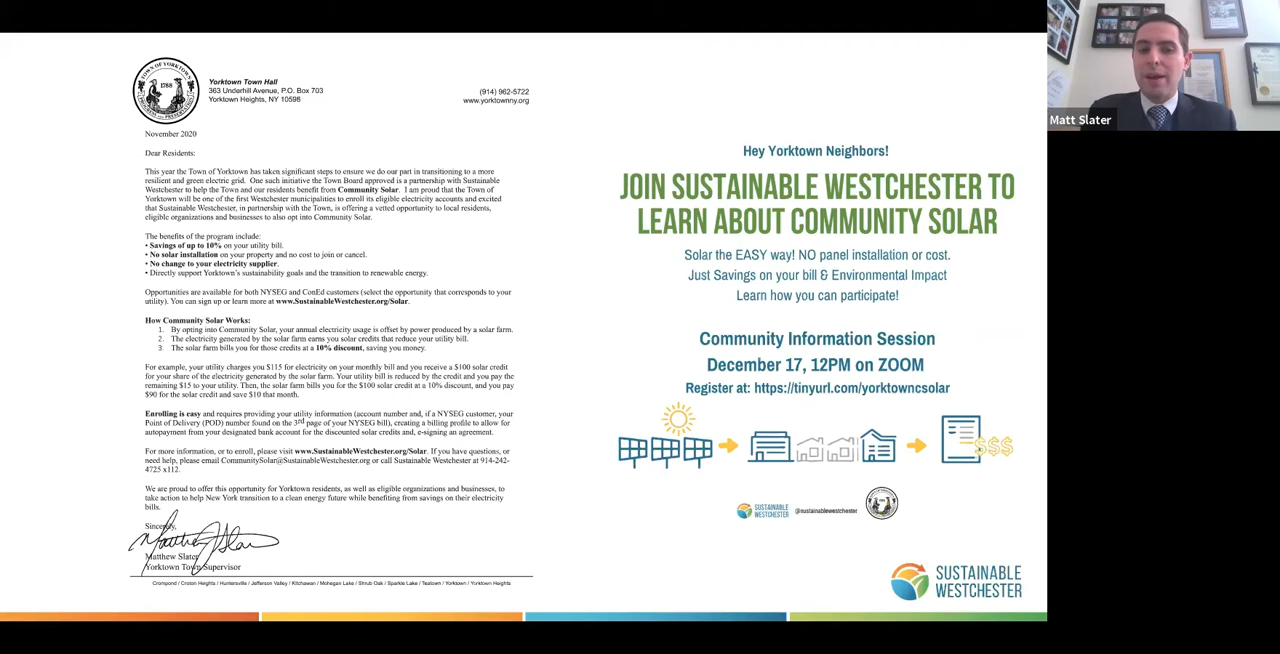 Yorktown Town Hall
363 Underhill Avenue, P.O. Box 703
Yorktown Heights, NY 10598
(914) 962-5722
www.yorktownny.org
November 2020
Dear Residents:
This year the Town of Yorktown has taken significant steps to ensure we do our part in transitioning to a more
resilient and green electric grid. One such initiative the Town Board approved is a partnership with Sustainable
Westchester to help the Town and our residents benefit from Community Solar. I am proud that the Town of
Yorktown will be one of the first Westchester municipalities to enroll its eligible electricity accounts and excited
that Sustainable Westchester, in partnership with the Town, is offering a vetted opportunity to local residents,
eligible organizations and businesses to also opt into Community Solar.
The benefits of the program include:
• Savings of up to 10% on your utility bill.
• No solar installation on your property and no cost to join or cancel.
• No change to your electricity supplier.
• Directly support Yorktown's sustainability goals and the transition to renewable energy.
Opportunities are available for both NYSEG and ConEd customers (select the opportunity that corresponds to your
utility). You can sign up or learn more at www.SustainableWestchester.org/Solar.
How Community Solar Works:
1. By opting into Community Solar, your annual electricity usage is offset by power produced by a solar farm.
2. The electricity generated by the solar farm earns you solar credits that reduce your utility bill.
3. The solar farm bills you for those credits at a 10% discount, saving you money.
For example, your utility charges you $115 for electricity on your monthly bill and you receive a $100 solar credit
for your share of the electricity generated by the solar farm. Your utility bill is reduced by the credit and you pay the
remaining $15 to your utility. Then, the solar farm bills you for the $100 solar credit at a 10% discount, and you pay
$90 for the solar credit and save $10 that month.
Enrolling is easy and requires providing your utility information (account number and, if a NYSEG customer, your
Point of Delivery (POD) number found on the 3rd page of your NYSEG bill), creating a billing profile to allow for
autopayment from your designated bank account for the discounted solar credits and, e-signing an agreement.
For more information, or to enroll, please visit www.SustainableWestchester.org/Solar. If you have questions, or
need help, please email CommunitySolar@SustainableWestchester.org or call Sustainable Westchester at 914-242-
4725 x112.
We are proud to offer this opportunity for Yorktown residents, as well as eligible organizations and businesses, to
take action to help New York transition to a clean energy future while benefiting from savings on their electricity
bills.
Sincerely,
Matthew Slater
Yorktown Town Supervisor
Crompond / Croton Heights / Huntersville / Jefferson Valley / Kitchawan / Mohegan Lake / Shrub Oak / Sparkle Lake / Teatown / Yorktown / Yorktown Heights
Hey Yorktown Neighbors!
JOIN SUSTAINABLE WESTCHESTER TO
LEARN ABOUT COMMUNITY SOLAR
Solar the EASY way! NO panel installation or cost.
Just Savings on your bill & Environmental Impact
Learn how you can participate!
Community Information Session
December 17, 12PM on ZOOM
Register at: https://tinyurl.com/yorktowncsolar
$$$
SUSTAINABLE
WESTCHESTER
@sustainablewestchester
SUSTAINABLE
WESTCHESTER
Matt Slater